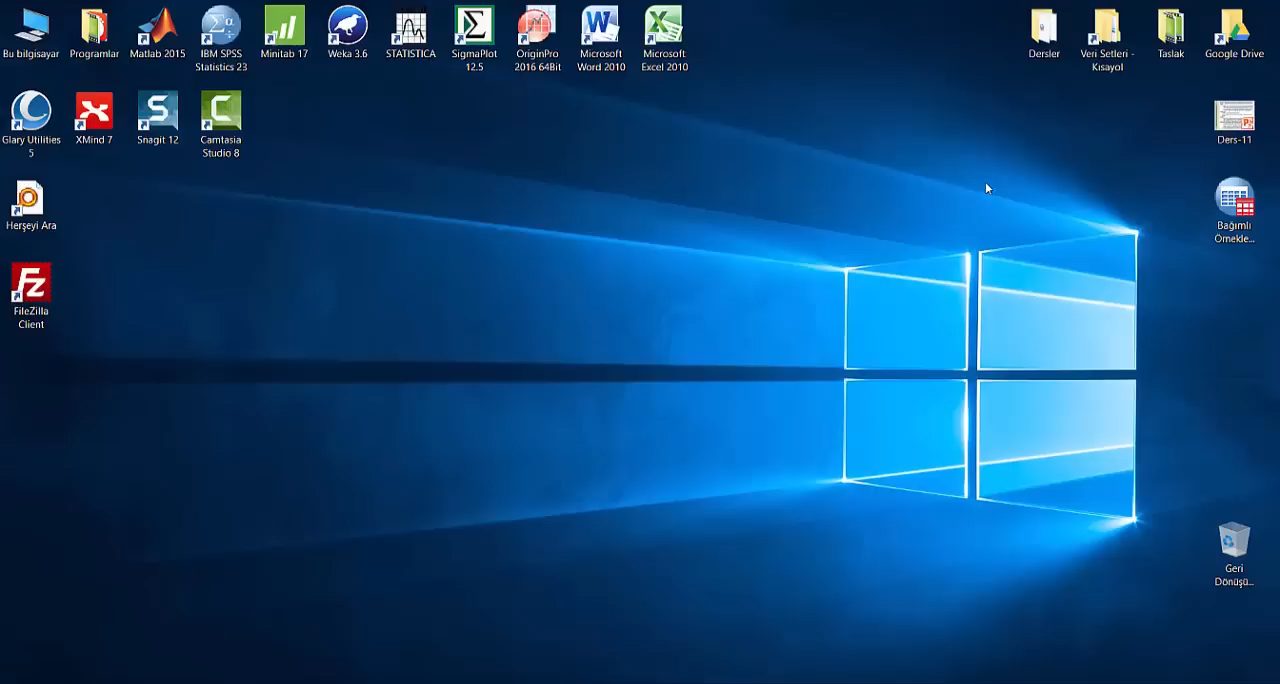 Bu bilgisayar
Programlar
Matlab 2015
IBM SPSS
Statistics 23
Minitab 17
Weka 3.6
STATISTICA
SigmaPlot
12.5
OriginPro
2016 64Bit
Microsoft
Word 2010
Microsoft
Excel 2010
Dersler
Veri Setleri -
Kısayol
Taslak
Google Drive
Glary Utilities
5
XMind 7
Snagit 12
Camtasia
Studio 8
Ders-11
Herşeyi Ara
Bağımlı
Örnekle...
FileZilla
Client
Geri
Dönüşü...